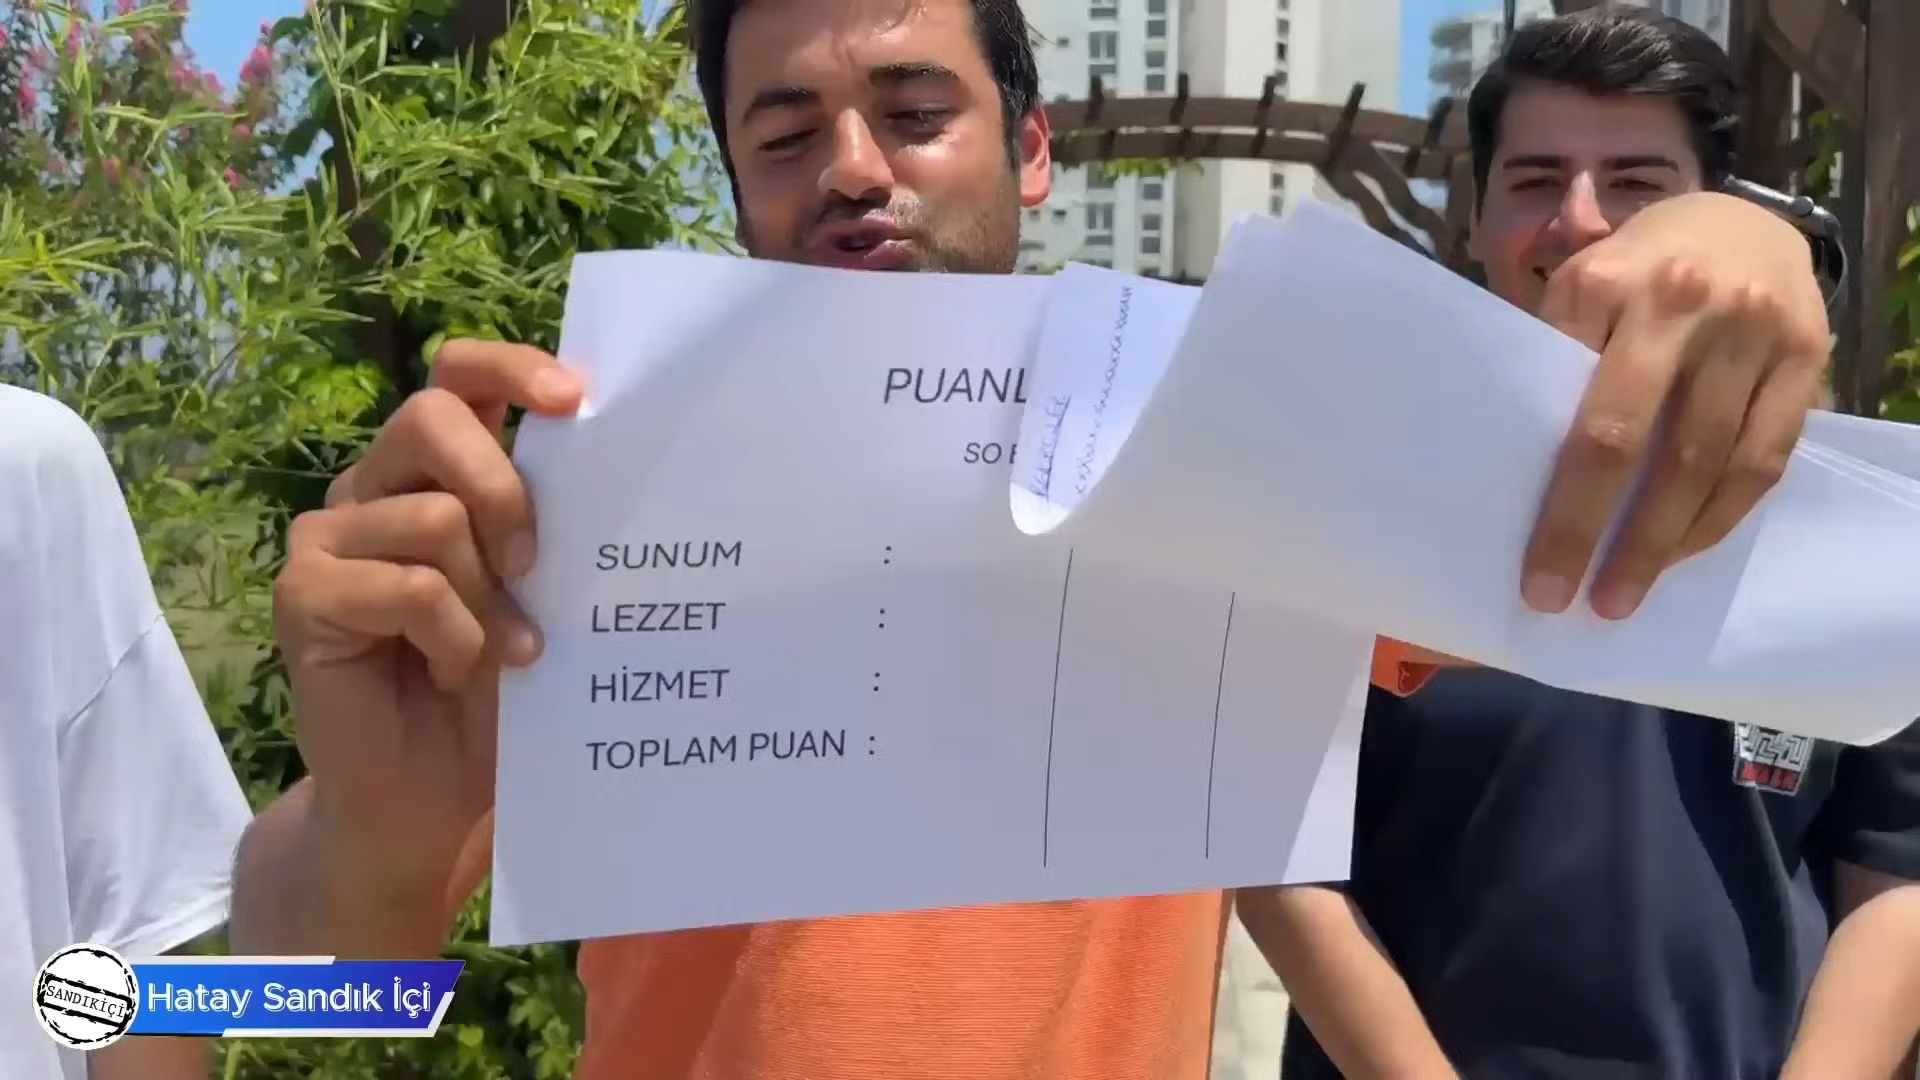 PUANL
SO
SUNUM :
LEZZET :
HİZMET :
TOPLAM PUAN :
SANDIKİÇİ
Hatay Sandık İçi